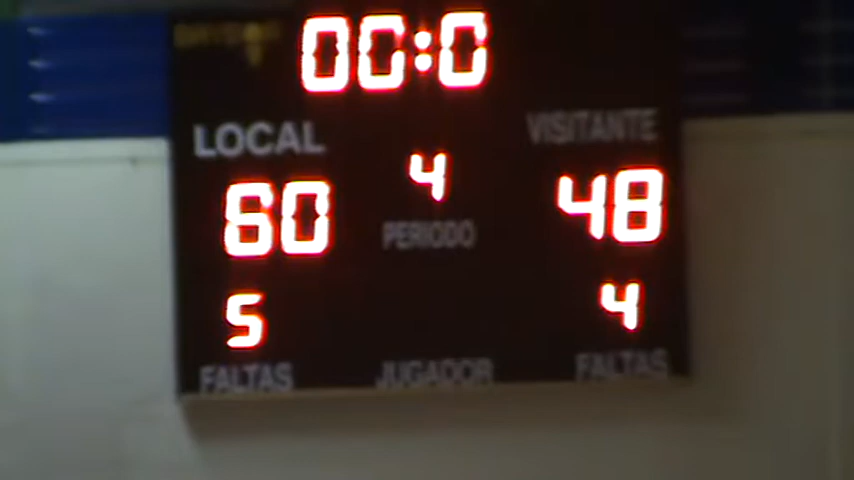 00:0
LOCAL
VISITANTE
4
60
48
PERIODO
5
4
FALTAS
JUGADOR
FALTAS